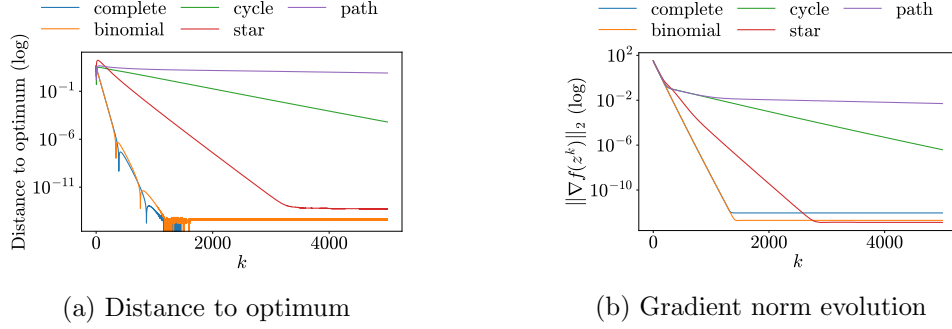 complete cycle path
binomial star
Distance to optimum (log)
10^{-1}
10^{-6}
10^{-11}
0 2000 4000
k
(a) Distance to optimum
complete cycle path
binomial star
||∇f(z^k)||_2 (log)
10^2
10^{-2}
10^{-6}
10^{-10}
0 2000 4000
k
(b) Gradient norm evolution